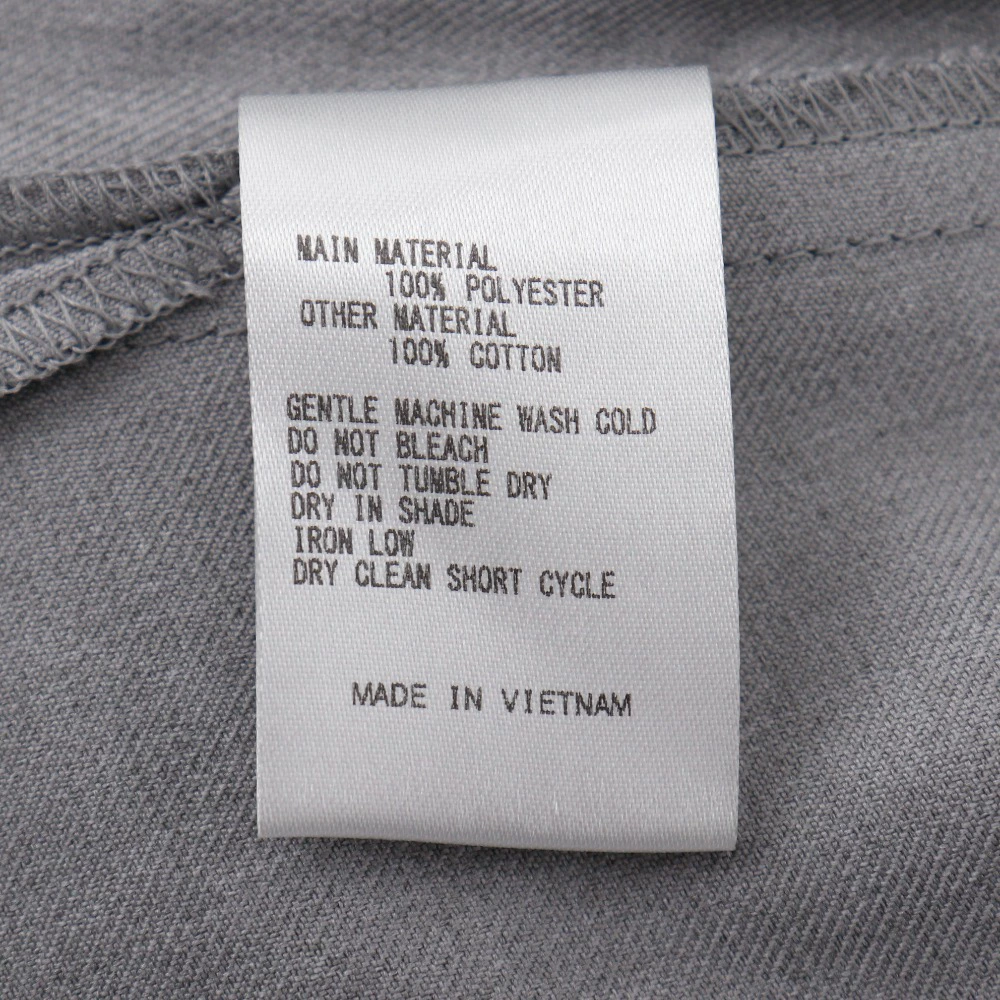 MAIN MATERIAL
100% POLYESTER
OTHER MATERIAL
100% COTTON
GENTLE MACHINE WASH COLD
DO NOT BLEACH
DO NOT TUMBLE DRY
DRY IN SHADE
IRON LOW
DRY CLEAN SHORT CYCLE
MADE IN VIETNAM